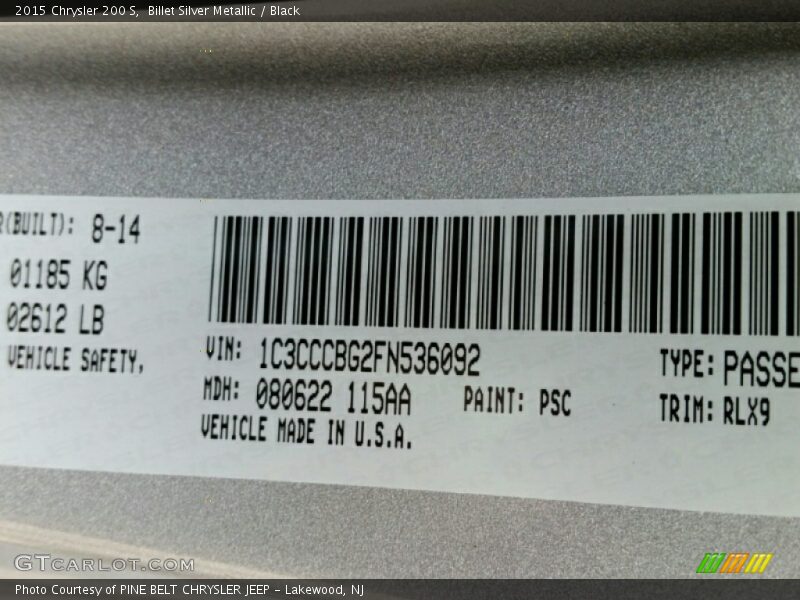 2015 Chrysler 200 S,  Billet Silver Metallic / Black
R(BUILT): 8-14
01185 KG
02612 LB
VEHICLE SAFETY,
VIN: 1C3CCCBG2FN536092
TYPE: PASSE
MDH: 080622 115AA
PAINT: PSC
TRIM: RLX9
VEHICLE MADE IN U.S.A.
GTCARLOT.COM
Photo Courtesy of PINE BELT CHRYSLER JEEP - Lakewood, NJ